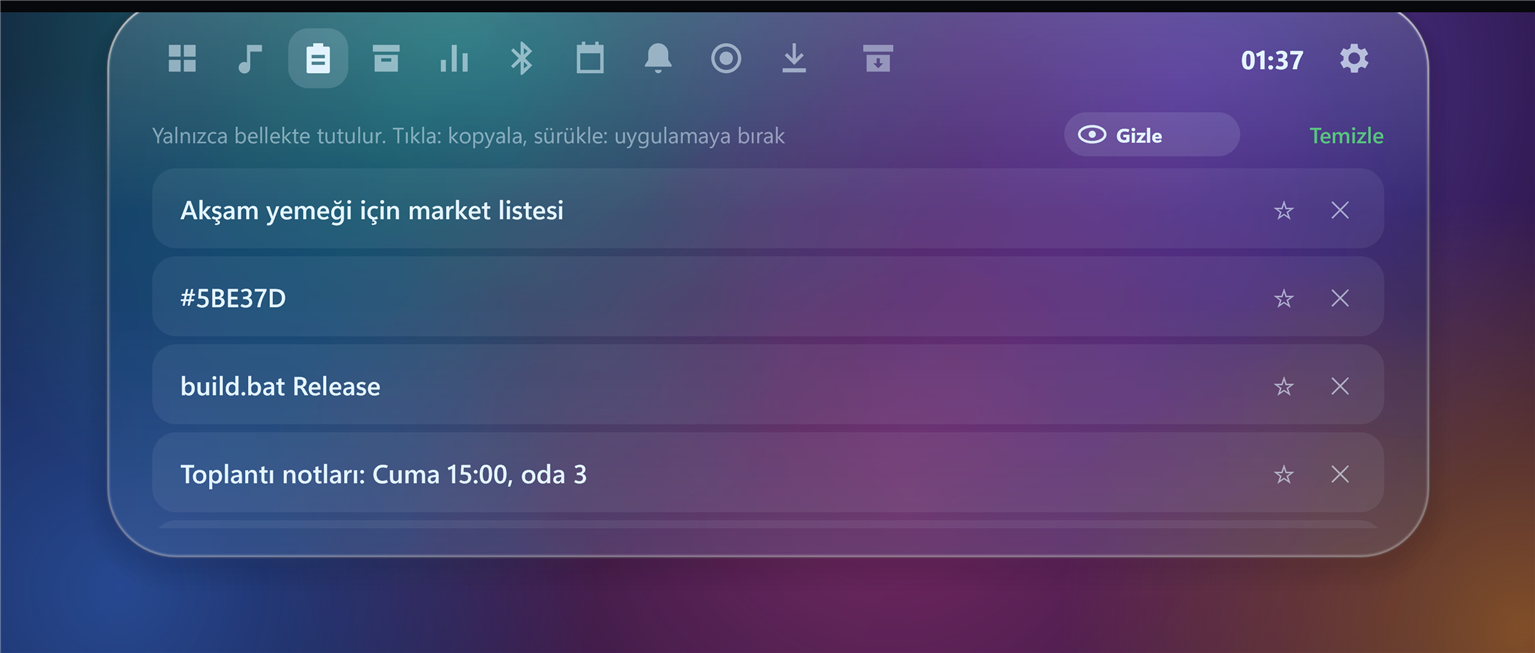 01:37
Yalnızca bellekte tutulur. Tıkla: kopyala, sürükle: uygulamaya bırak Gizle Temizle
Akşam yemeği için market listesi
#5BE37D
build.bat Release
Toplantı notları: Cuma 15:00, oda 3